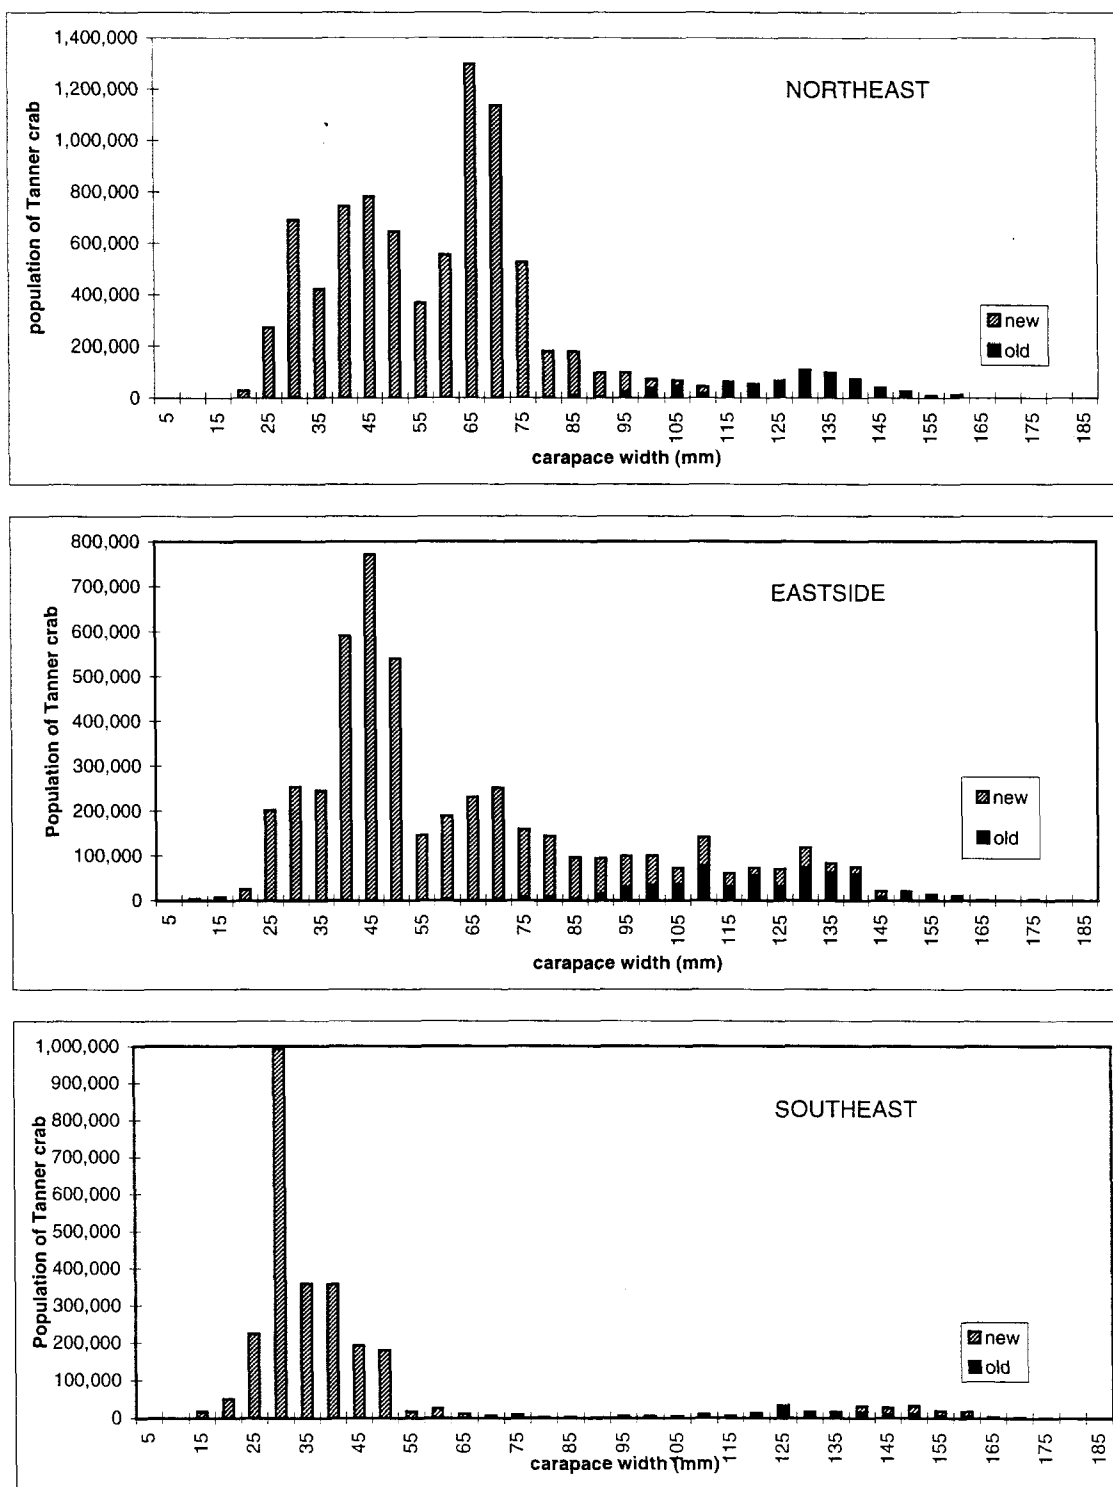 NORTHEAST
population of Tanner crab
1,400,000
1,200,000
1,000,000
800,000
600,000
400,000
200,000
0
new
old
5 15 25 35 45 55 65 75 85 95 105 115 125 135 145 155 165 175 185
carapace width (mm)
EASTSIDE
Population of Tanner crab
800,000
700,000
600,000
500,000
400,000
300,000
200,000
100,000
0
new
old
5 15 25 35 45 55 65 75 85 95 105 115 125 135 145 155 165 175 185
carapace width (mm)
SOUTHEAST
Population of Tanner crab
1,000,000
900,000
800,000
700,000
600,000
500,000
400,000
300,000
200,000
100,000
0
new
old
5 15 25 35 45 55 65 75 85 95 105 115 125 135 145 155 165 175 185
carapace width (mm)